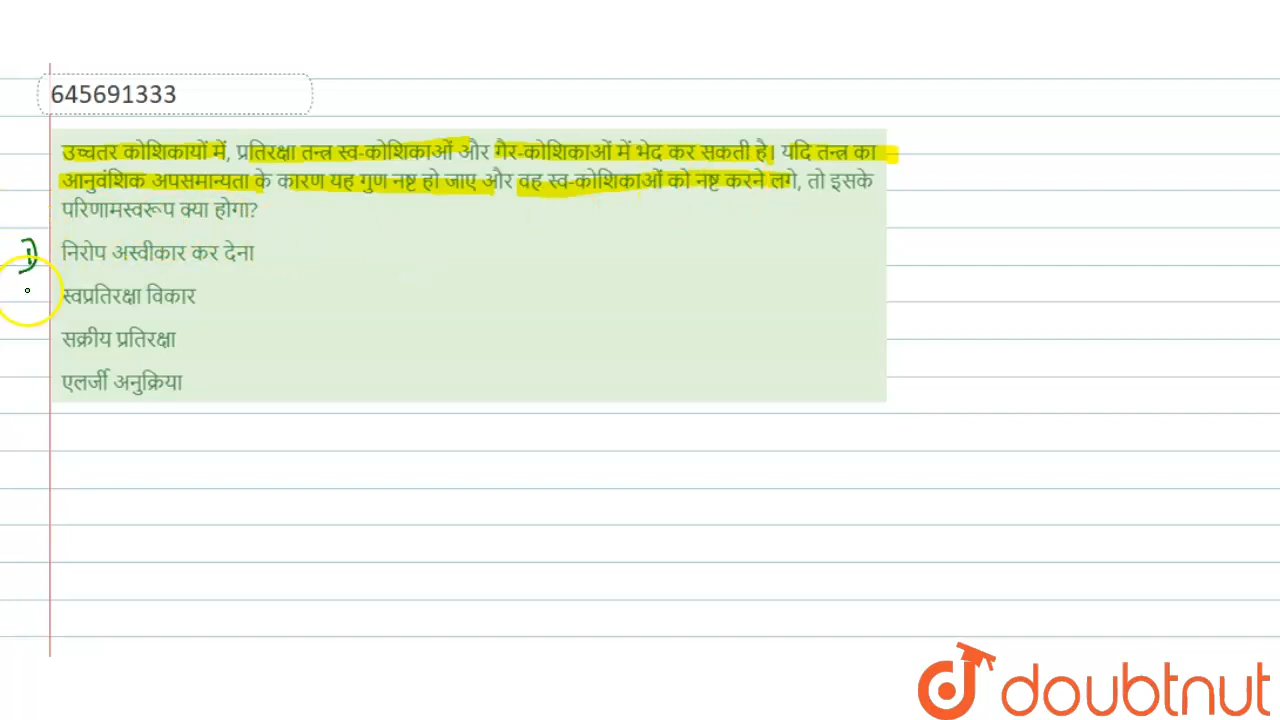 645691333
उच्चतर कोशिकायों में, प्रतिरक्षा तन्त्र स्व-कोशिकाओं और गैर-कोशिकाओं में भेद कर सकती है। यदि तन्त्र का
आनुवंशिक अपसमान्यता के कारण यह गुण नष्ट हो जाए और वह स्व-कोशिकाओं को नष्ट करने लगे, तो इसके
परिणामस्वरूप क्या होगा?
1)
निरोप अस्वीकार कर देना
स्वप्रतिरक्षा विकार
सक्रीय प्रतिरक्षा
एलर्जी अनुक्रिया
doubtnut